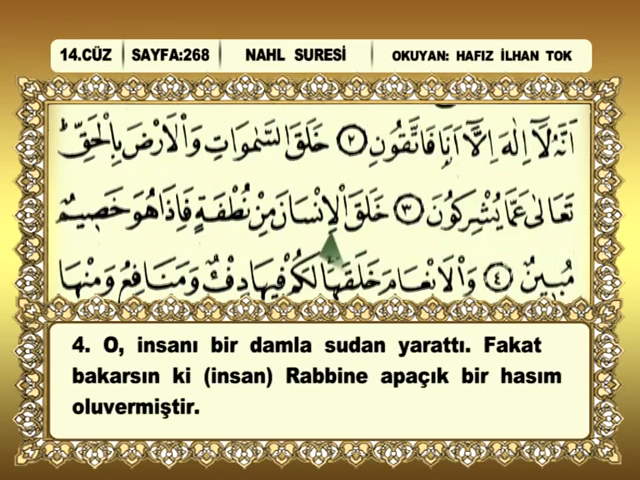 14.CÜZ SAYFA:268 NAHL SURESİ OKUYAN: HAFIZ İLHAN TOK
اَنَّهُ لَٓا اِلٰهَ اِلَّٓا اَنَا۬ فَاتَّقُونِ ﴿٢﴾ خَلَقَ السَّمٰوَاتِ وَالْاَرْضَ بِالْحَقِّۜ
تَعَالٰى عَمَّا يُشْرِكُونَ ﴿٣﴾ خَلَقَ الْاِنْسَانَ مِنْ نُطْفَةٍ فَاِذَا هُوَ خَصٖيمٌ
مُبٖينٌ ﴿٤﴾ وَالْاَنْعَامَ خَلَقَهَاۚ لَكُمْ فٖيهَا دِفْءٌ وَمَنَافِعُ وَمِنْهَا
4. O, insanı bir damla sudan yarattı. Fakat
bakarsın ki (insan) Rabbine apaçık bir hasım
oluvermiştir.